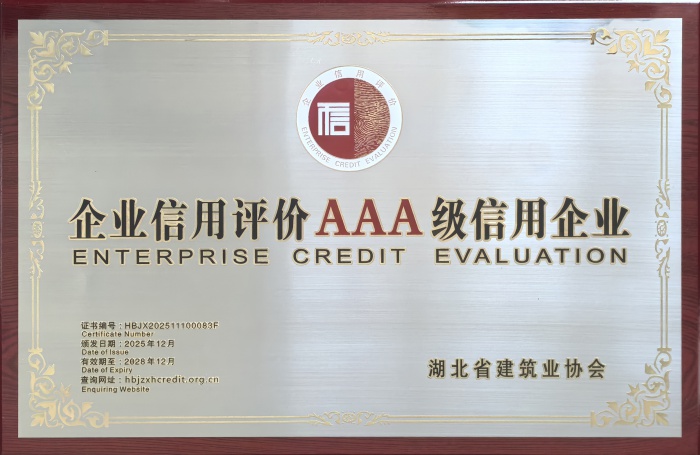 企业信用评价
信
ENTERPRISE CREDIT EVALUATION
企业信用评价AAA级信用企业
ENTERPRISE CREDIT EVALUATION
证书编号：HBJX202511100083F
Certificate Number
颁发日期：2025年12月
Date of Issue
有效期至：2028年12月
Date of Expiry
查询网址：hbjzxhcredit.org.cn
Enquiring Website
湖北省建筑业协会